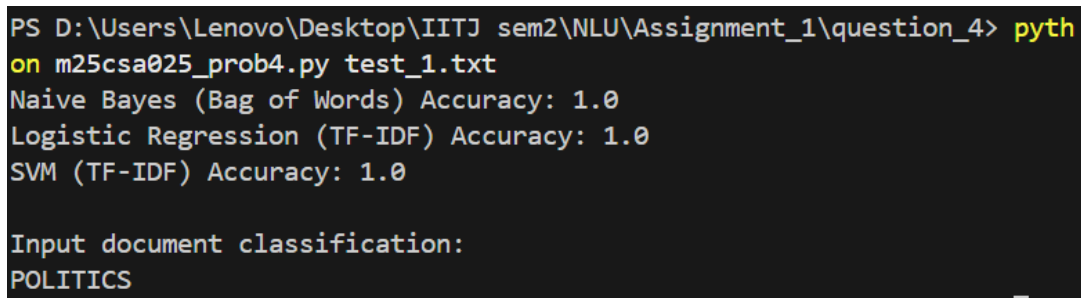 PS D:\Users\Lenovo\Desktop\IITJ sem2\NLU\Assignment_1\question_4> pyth
on m25csa025_prob4.py test_1.txt
Naive Bayes (Bag of Words) Accuracy: 1.0
Logistic Regression (TF-IDF) Accuracy: 1.0
SVM (TF-IDF) Accuracy: 1.0
Input document classification:
POLITICS